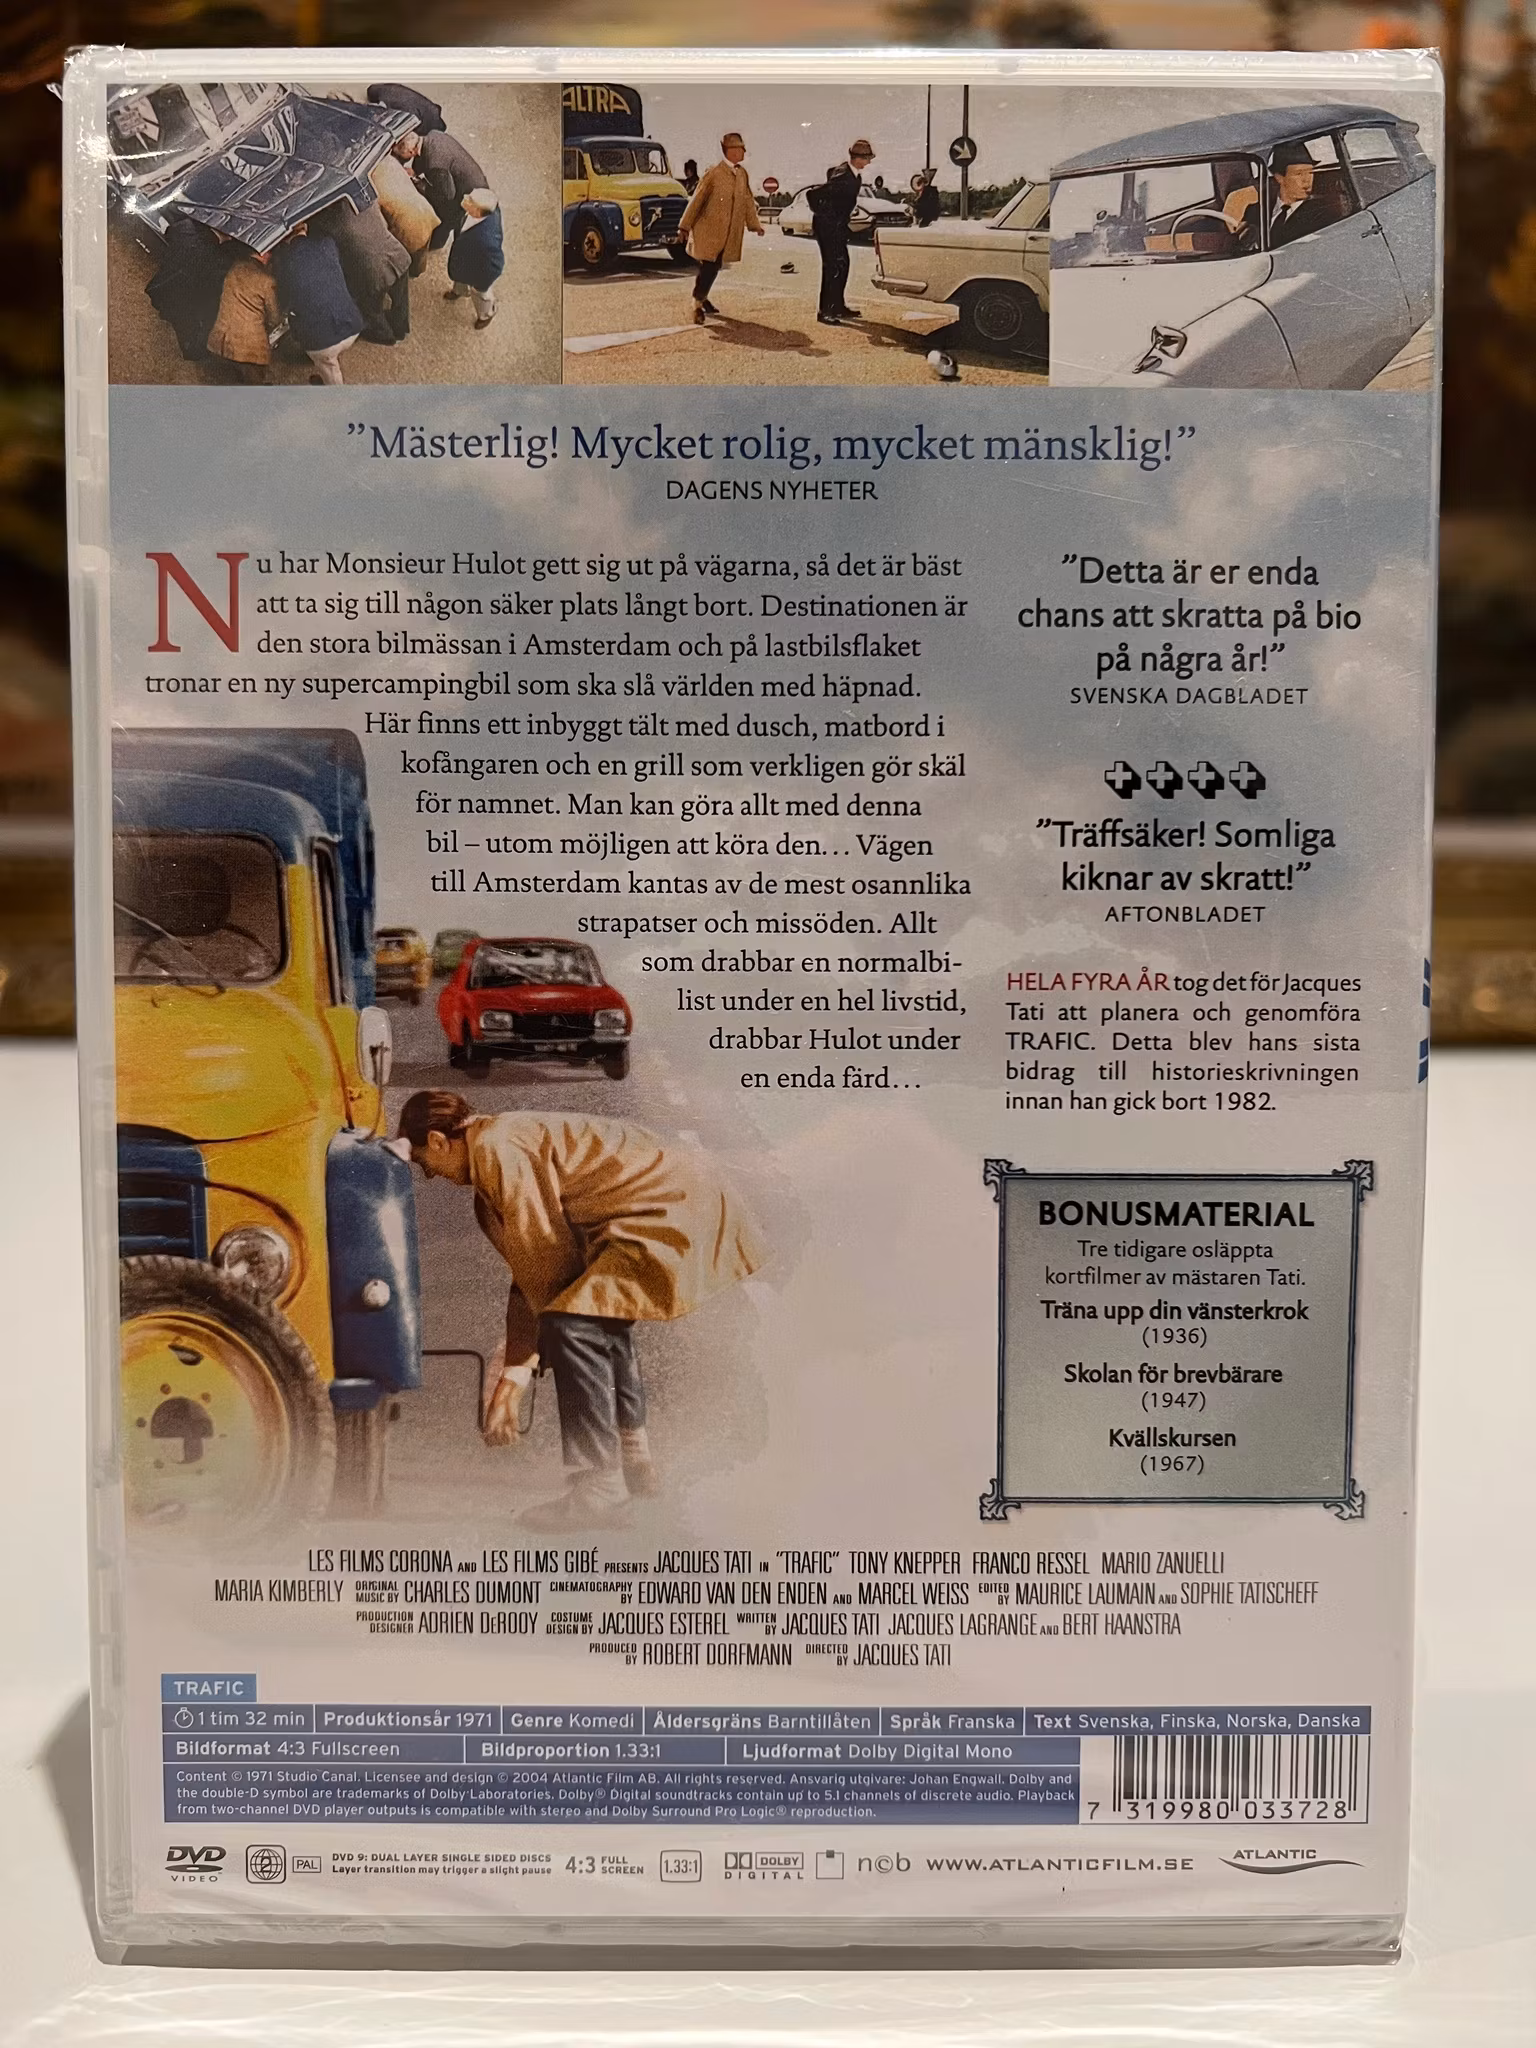 ALTRA
”Mästerlig! Mycket rolig, mycket mänsklig!”
DAGENS NYHETER
Nu har Monsieur Hulot gett sig ut på vägarna, så det är bäst
att ta sig till någon säker plats långt bort. Destinationen är
den stora bilmässan i Amsterdam och på lastbilsflaket
tronar en ny supercampingbil som ska slå världen med häpnad.
Här finns ett inbyggt tält med dusch, matbord i
kofångaren och en grill som verkligen gör skäl
för namnet. Man kan göra allt med denna
bil – utom möjligen att köra den... Vägen
till Amsterdam kantas av de mest osannlika
strapatser och missöden. Allt
som drabbar en normalbi-
list under en hel livstid,
drabbar Hulot under
en enda färd...
”Detta är er enda
chans att skratta på bio
på några år!”
SVENSKA DAGBLADET
”Träffsäker! Somliga
kiknar av skratt!”
AFTONBLADET
HELA FYRA ÅR tog det för Jacques
Tati att planera och genomföra
TRAFIC. Detta blev hans sista
bidrag till historieskrivningen
innan han gick bort 1982.
BONUSMATERIAL
Tre tidigare osläppta
kortfilmer av mästaren Tati.
Träna upp din vänsterkrok
(1936)
Skolan för brevbärare
(1947)
Kvällskursen
(1967)
LES FILMS CORONA AND LES FILMS GIBÉ PRESENTS JACQUES TATI IN "TRAFIC" TONY KNEPPER FRANCO RESSEL MARIO ZANUELLI
MARIA KIMBERLY ORIGINAL MUSIC BY CHARLES DUMONT CINEMATOGRAPHY BY EDWARD VAN DEN ENDEN AND MARCEL WEISS EDITED BY MAURICE LAUMAIN AND SOPHIE TATISCHEFF
PRODUCTION DESIGNER ADRIEN DeROOY COSTUME DESIGN BY JACQUES ESTEREL WRITTEN BY JACQUES TATI JACQUES LAGRANGE AND BERT HAANSTRA
PRODUCED BY ROBERT DORFMANN DIRECTED BY JACQUES TATI
TRAFIC
1 tim 32 min Produktionsår 1971 Genre Komedi Åldersgräns Barntillåten Språk Franska Text Svenska, Finska, Norska, Danska
Bildformat 4:3 Fullscreen Bildproportion 1.33:1 Ljudformat Dolby Digital Mono
Content © 1971 Studio Canal. Licensee and design © 2004 Atlantic Film AB. All rights reserved. Ansvarig utgivare: Johan Engwall. Dolby and
the double-D symbol are trademarks of Dolby Laboratories. Dolby® Digital soundtracks contain up to 5.1 channels of discrete audio. Playback
from two-channel DVD player outputs is compatible with stereo and Dolby Surround Pro Logic® reproduction.
7 319980 033728
DVD VIDEO 2 PAL DVD 9: DUAL LAYER SINGLE SIDED DISCS
Layer transition may trigger a slight pause
4:3 FULL SCREEN 1.33:1 DOLBY DIGITAL ncb WWW.ATLANTICFILM.SE ATLANTIC